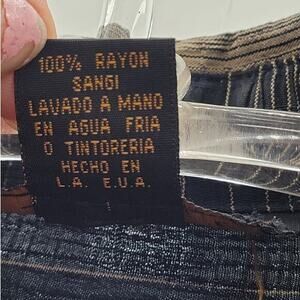 100% RAYON
SANGI
LAVADO A MANO
EN AGUA FRIA
O TINTORERIA
HECHO EN
L.A. E.U.A.